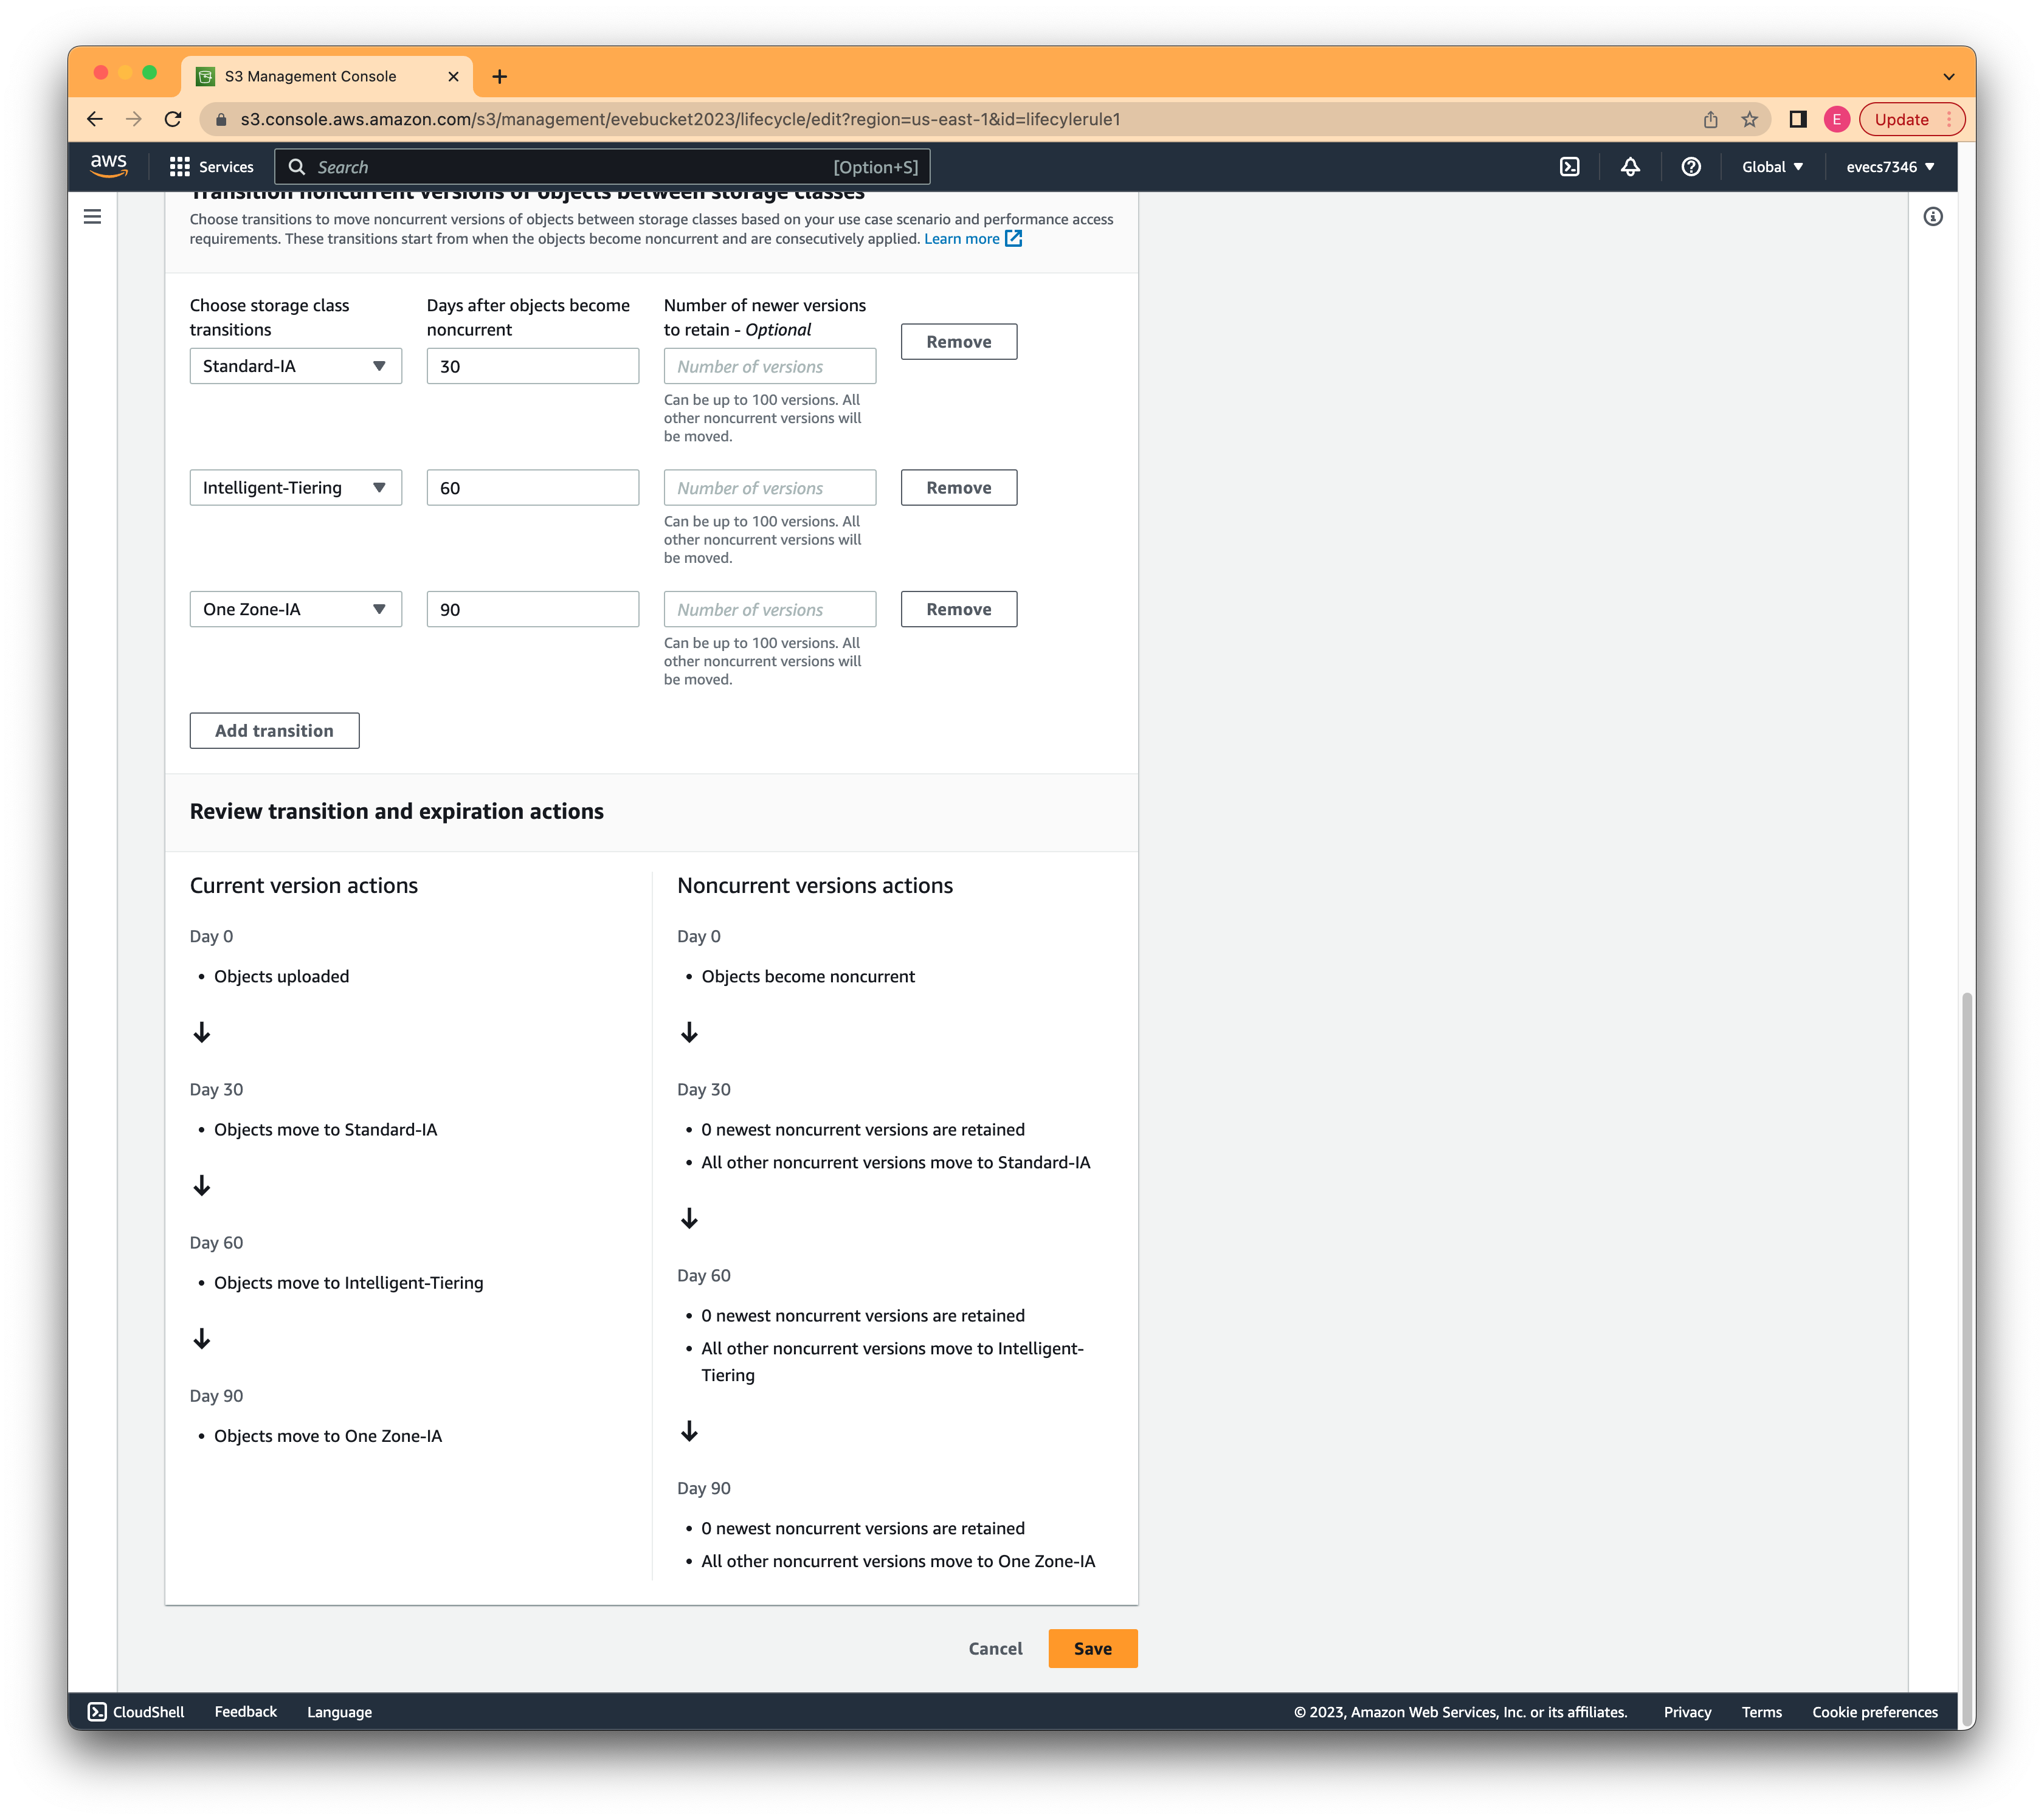 S3 Management Console
s3.console.aws.amazon.com/s3/management/evebucket2023/lifecycle/edit?region=us-east-1&id=lifecylerule1
E
Update
aws
Services
Search
[Option+S]
Global
evecs7346
Transition noncurrent versions of objects between storage classes
Choose transitions to move noncurrent versions of objects between storage classes based on your use case scenario and performance access
requirements. These transitions start from when the objects become noncurrent and are consecutively applied. Learn more
Choose storage class
transitions
Days after objects become
noncurrent
Number of newer versions
to retain - Optional
Remove
Standard-IA
30
Number of versions
Can be up to 100 versions. All
other noncurrent versions will
be moved.
Intelligent-Tiering
60
Number of versions
Remove
Can be up to 100 versions. All
other noncurrent versions will
be moved.
One Zone-IA
90
Number of versions
Remove
Can be up to 100 versions. All
other noncurrent versions will
be moved.
Add transition
Review transition and expiration actions
Current version actions
Day 0
• Objects uploaded
Day 30
• Objects move to Standard-IA
Day 60
• Objects move to Intelligent-Tiering
Day 90
• Objects move to One Zone-IA
Noncurrent versions actions
Day 0
• Objects become noncurrent
Day 30
• 0 newest noncurrent versions are retained
• All other noncurrent versions move to Standard-IA
Day 60
• 0 newest noncurrent versions are retained
• All other noncurrent versions move to Intelligent-
Tiering
Day 90
• 0 newest noncurrent versions are retained
• All other noncurrent versions move to One Zone-IA
Cancel
Save
CloudShell
Feedback
Language
© 2023, Amazon Web Services, Inc. or its affiliates.
Privacy
Terms
Cookie preferences